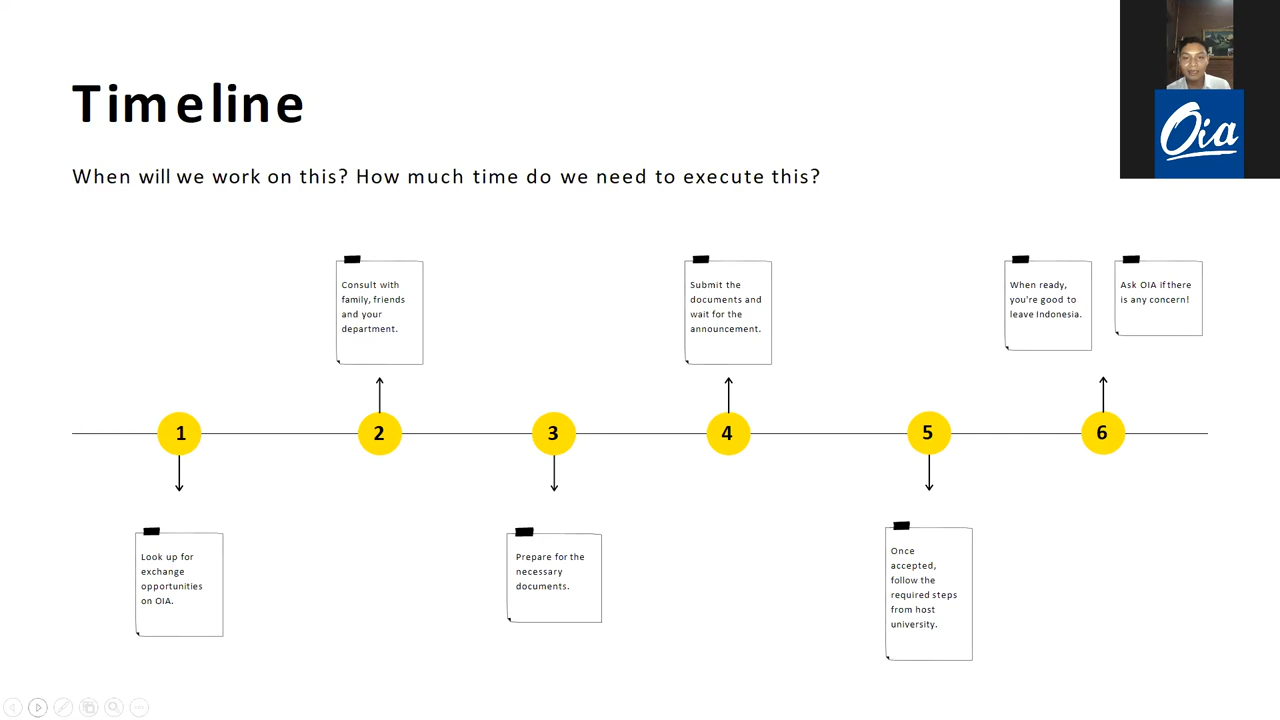 Timeline
Oia
When will we work on this? How much time do we need to execute this?
Consult with
family, friends
and your
department.
Submit the
documents and
wait for the
announcement.
When ready,
you're good to
leave Indonesia.
Ask OIA if there
is any concern!
1
2
3
4
5
6
Look up for
exchange
opportunities
on OIA.
Prepare for the
necessary
documents.
Once
accepted,
follow the
required steps
from host
university.